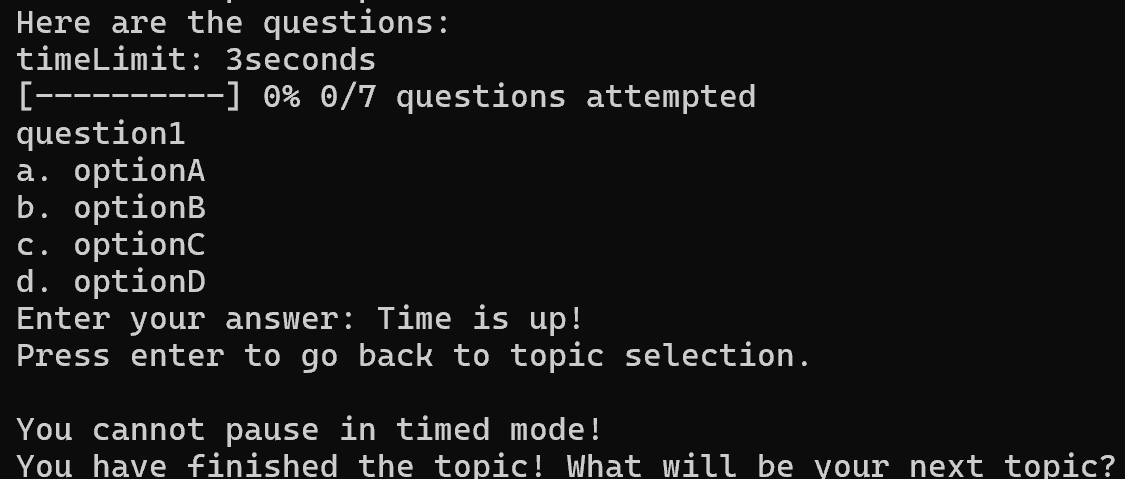 Here are the questions:
timeLimit: 3seconds
[----------] 0% 0/7 questions attempted
question1
a. optionA
b. optionB
c. optionC
d. optionD
Enter your answer: Time is up!
Press enter to go back to topic selection.
You cannot pause in timed mode!
You have finished the topic! What will be your next topic?